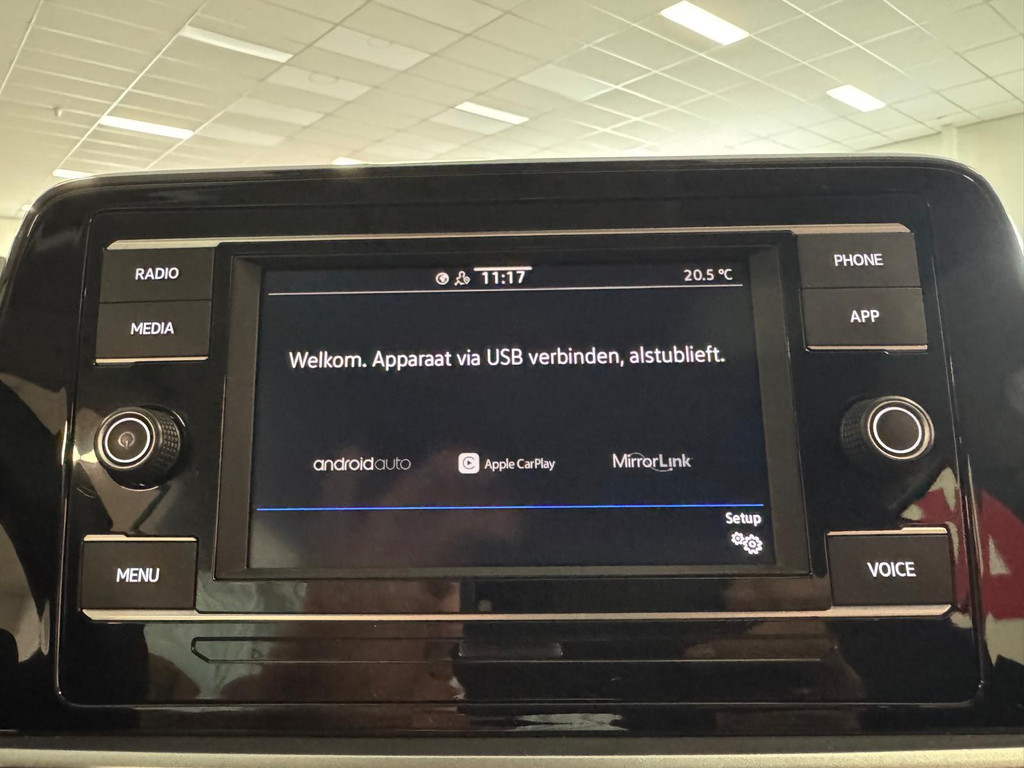 RADIO
MEDIA
11:17
20.5 °C
PHONE
APP
Welkom. Apparaat via USB verbinden, alstublieft.
androidauto
Apple CarPlay
MirrorLink
Setup
MENU
VOICE